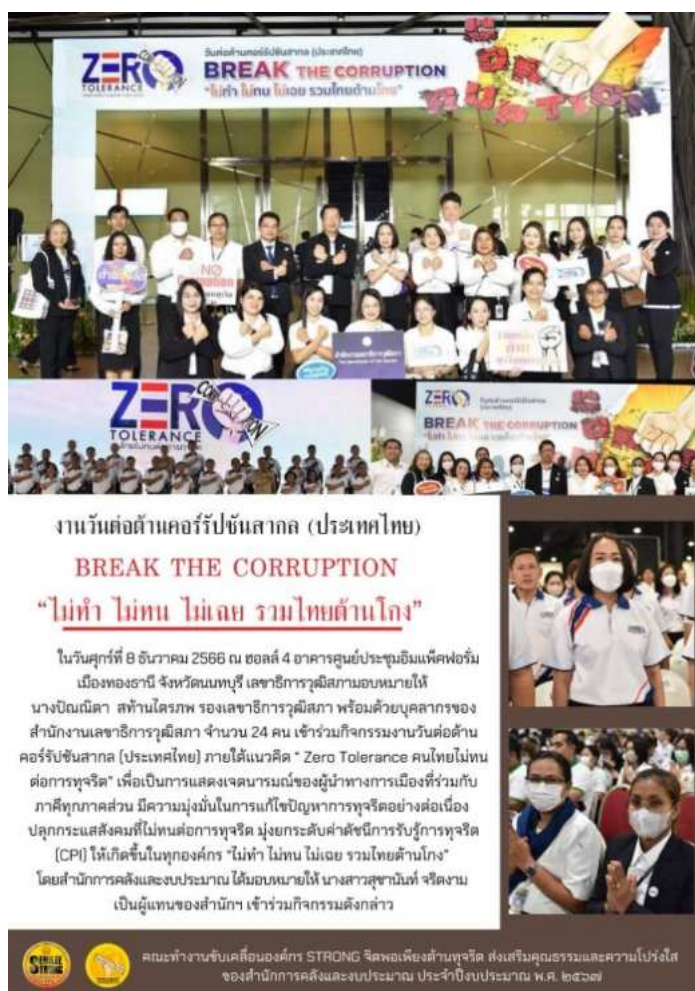 ZERO
TOLERANCE
CORRUPTION
วันต่อต้านคอร์รัปชันสากล (ประเทศไทย)
BREAK THE CORRUPTION
“ไม่ทำ ไม่ทน ไม่เฉย รวมไทยต้านโกง”
NO
Corruption
สำนักงานเลขาธิการวุฒิสภา
ZERO
TOLERANCE
CORRUPTION
ZERO
BREAK THE CORRUPTION
งานวันต่อต้านคอร์รัปชันสากล (ประเทศไทย)
BREAK THE CORRUPTION
“ไม่ทำ ไม่ทน ไม่เฉย รวมไทยต้านโกง”
ในวันศุกร์ที่ 8 ธันวาคม 2566 ณ ฮอลล์ 4 อาคารศูนย์ประชุมอิมแพ็คฟอรั่ม
เมืองทองธานี จังหวัดนนทบุรี เลขาธิการวุฒิสภามอบหมายให้
นางปัณณิตา สท้านไตรภพ รองเลขาธิการวุฒิสภา พร้อมด้วยบุคลากรของ
สำนักงานเลขาธิการวุฒิสภา จำนวน 24 คน เข้าร่วมกิจกรรมงานวันต่อต้าน
คอร์รัปชันสากล (ประเทศไทย) ภายใต้แนวคิด “ Zero Tolerance คนไทยไม่ทน
ต่อการทุจริต” เพื่อเป็นการแสดงเจตนารมณ์ของผู้นำทางการเมืองที่ร่วมกับ
ภาคีทุกภาคส่วน มีความมุ่งมั่นในการแก้ไขปัญหาการทุจริตอย่างต่อเนื่อง
ปลุกกระแสสังคมที่ไม่ทนต่อการทุจริต มุ่งยกระดับค่าดัชนีการรับรู้การทุจริต
(CPI) ให้เกิดขึ้นในทุกองค์กร “ไม่ทำ ไม่ทน ไม่เฉย รวมไทยต้านโกง”
โดยสำนักการคลังและงบประมาณ ได้มอบหมายให้ นางสาวสุชานันท์ จริตงาม
เป็นผู้แทนของสำนักฯ เข้าร่วมกิจกรรมดังกล่าว
คณะทำงานขับเคลื่อนองค์กร STRONG จิตพอเพียงต้านทุจริต ส่งเสริมคุณธรรมและความโปร่งใส
ของสำนักการคลังและงบประมาณ ประจำปีงบประมาณ พ.ศ. ๒๕๖๗